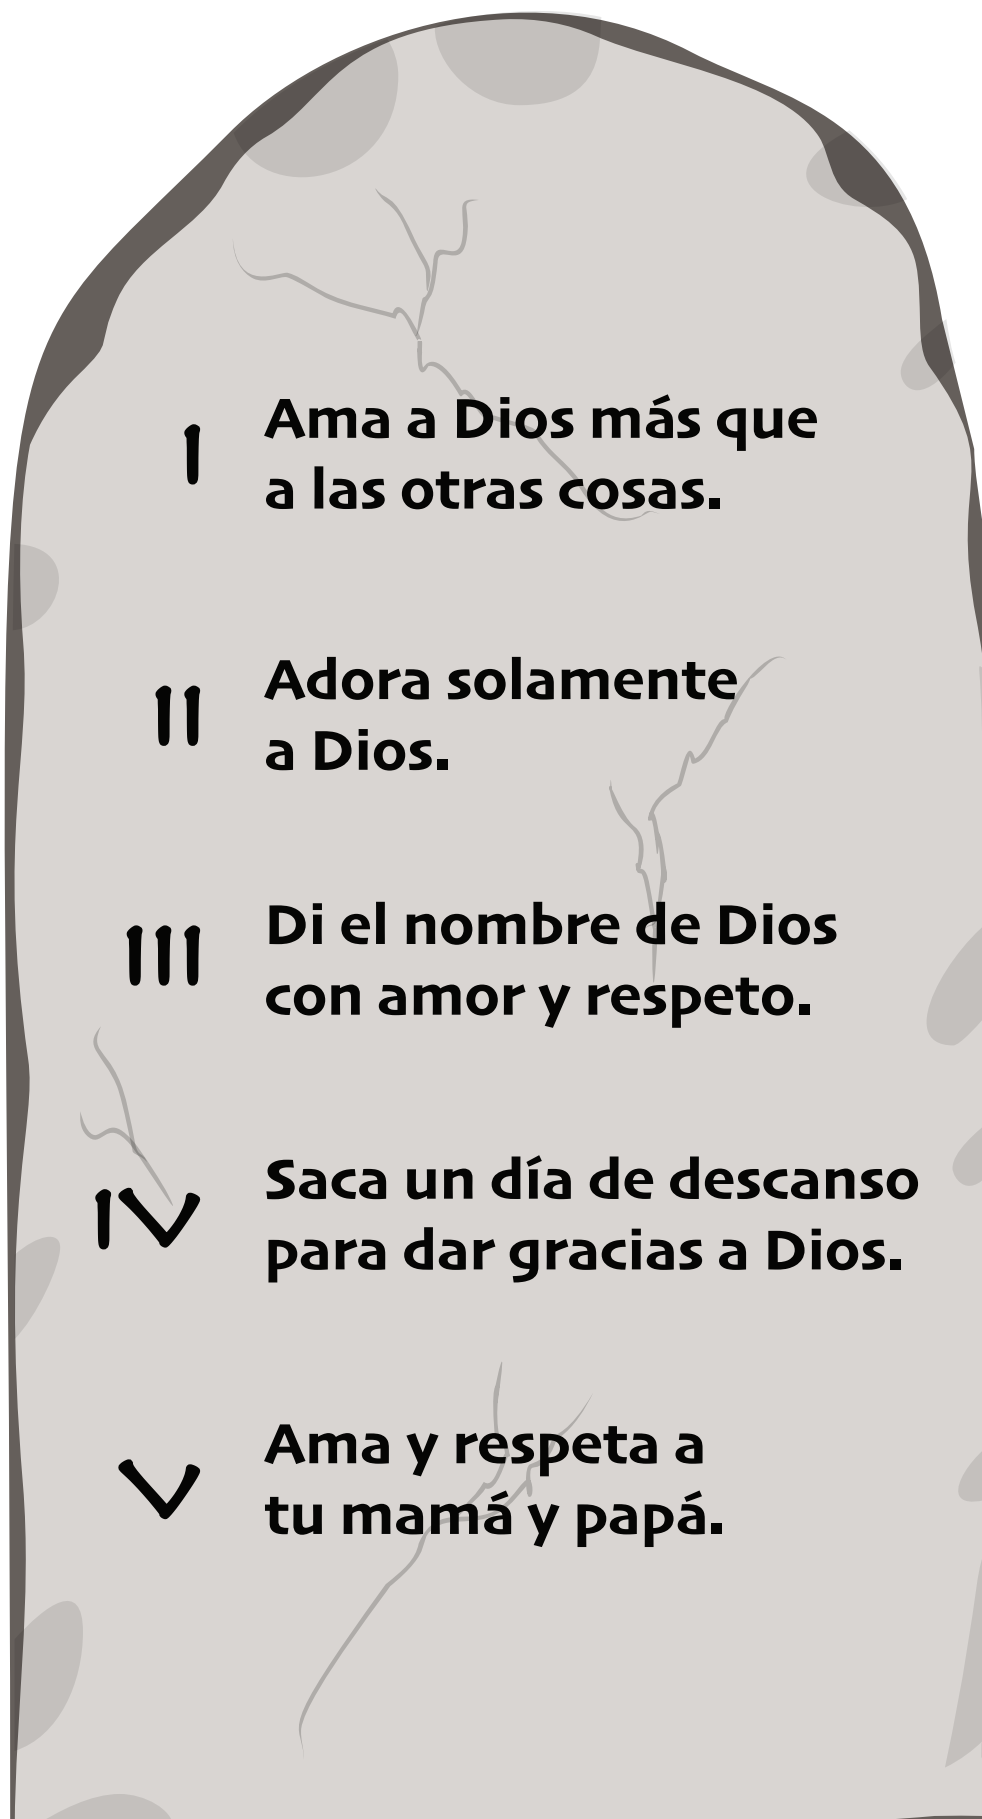 I Ama a Dios más que
a las otras cosas.
II Adora solamente
a Dios.
III Di el nombre de Dios
con amor y respeto.
IV Saca un día de descanso
para dar gracias a Dios.
V Ama y respeta a
tu mamá y papá.